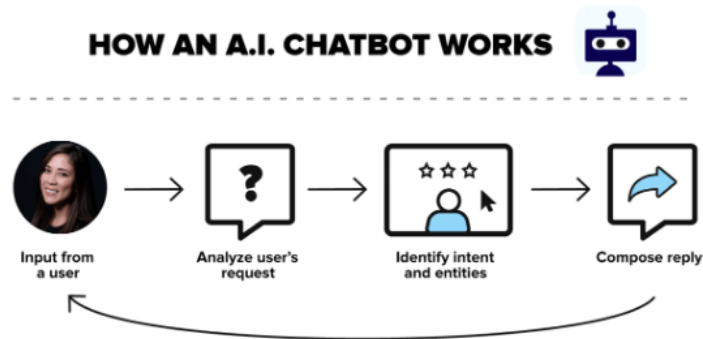 HOW AN A.I. CHATBOT WORKS
?
Input from
a user
Analyze user's
request
Identify intent
and entities
Compose reply